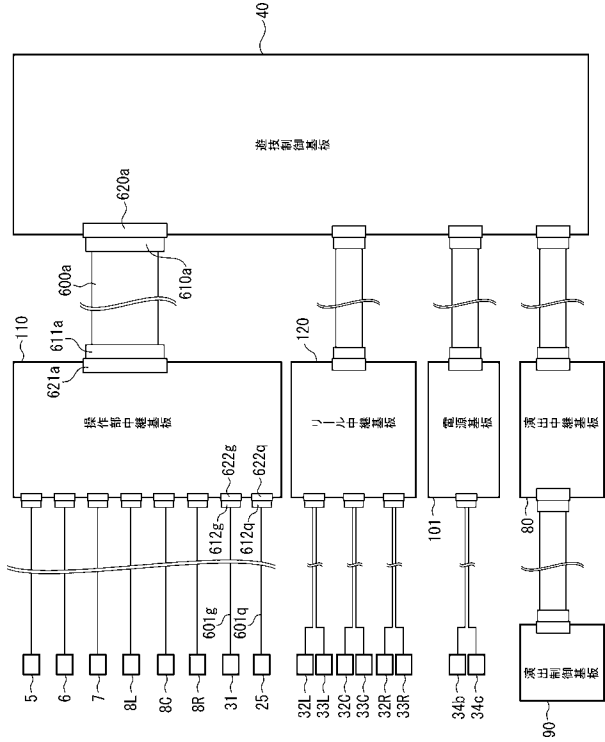 40
遊技制御基板
620a
610a
600a
611a
621a
110
操作部中継基板
120
リール中継基板
電源基板
演出中継基板
622g
622q
612g
612q
601g
601q
101
80
演出制御基板
90
5
6
7
8L
8C
8R
31
25
32L
33L
32C
33C
32R
33R
34b
34c